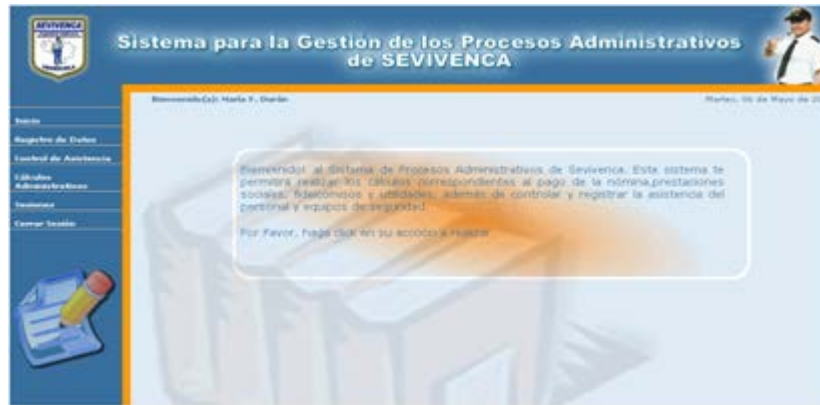 SEVIVENCA
Sistema para la Gestión de los Procesos Administrativos
de SEVIVENCA
Bienvenido(a): María F. Durán
Martes, 06 de Mayo de
Inicio
Registro de Datos
Control de Asistencia
Cálculos
Administrativos
Sesiones
Cerrar Sesión
Bienvenido! al Sistema de Procesos Administrativos de Sevivenca. Este sistema te
permitirá realizar los cálculos correspondientes al pago de la nómina,prestaciones
sociales, fideicomisos y utilidades, además de controlar y registrar la asistencia del
personal y equipos de seguridad.
Por Favor, haga click en su acción a realizar